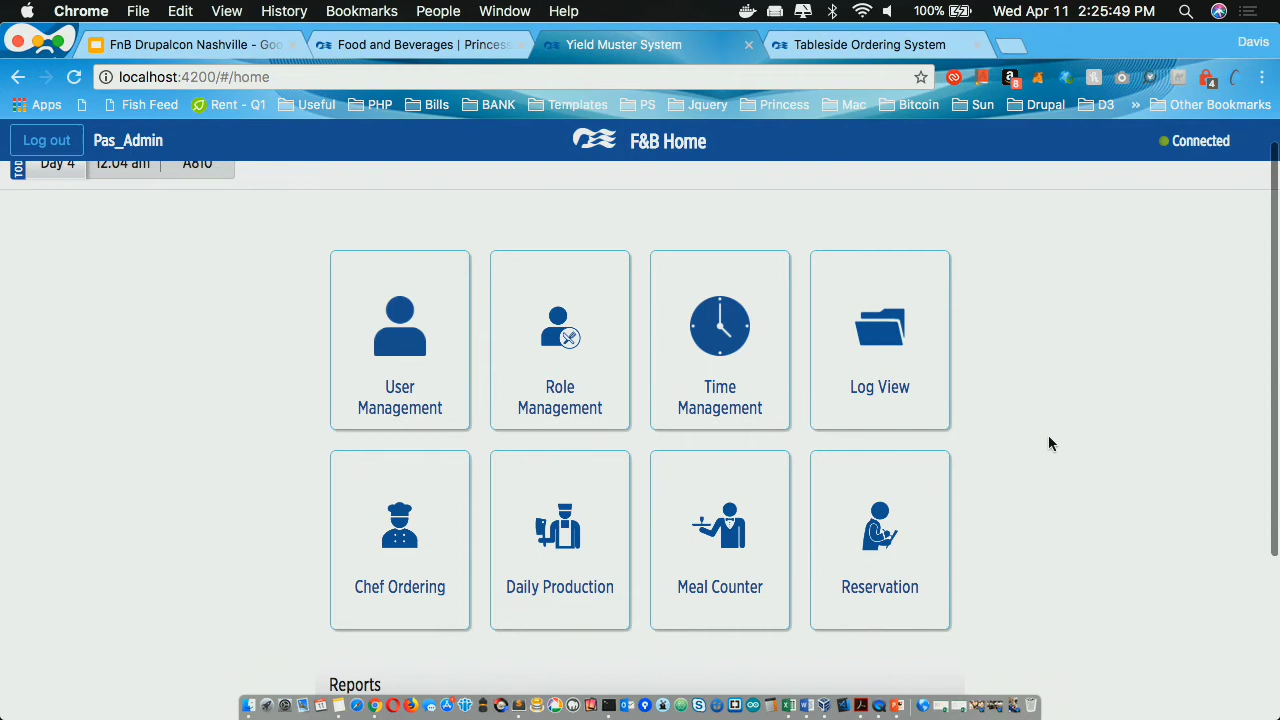 Chrome File Edit View History Bookmarks People Window Help 100% Wed Apr 11 2:25:49 PM
FnB Drupalcon Nashville - Goo Food and Beverages | Princess Yield Muster System Tableside Ordering System Davis
localhost:4200/#/home 8 4
Apps Fish Feed Rent - Q1 Useful PHP Bills BANK Templates PS Jquery Princess Mac Bitcoin Sun Drupal D3 » Other Bookmarks
Log out Pas_Admin F&B Home Connected
Day 4 12:04 am A810
User Management
Role Management
Time Management
Log View
Chef Ordering
Daily Production
Meal Counter
Reservation
Reports